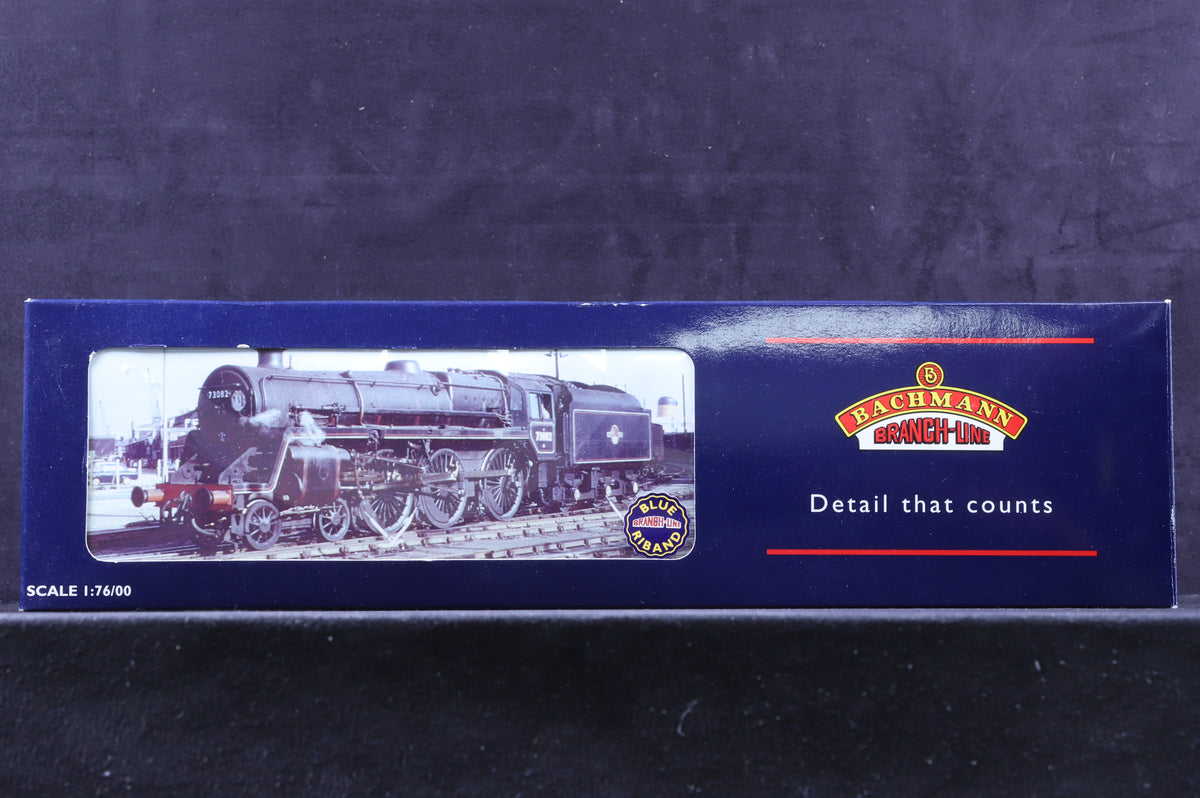 73082
73082
BLUE
BRANCH-LINE
RIBAND
SCALE 1:76/00
B
BACHMANN
BRANCH-LINE
Detail that counts